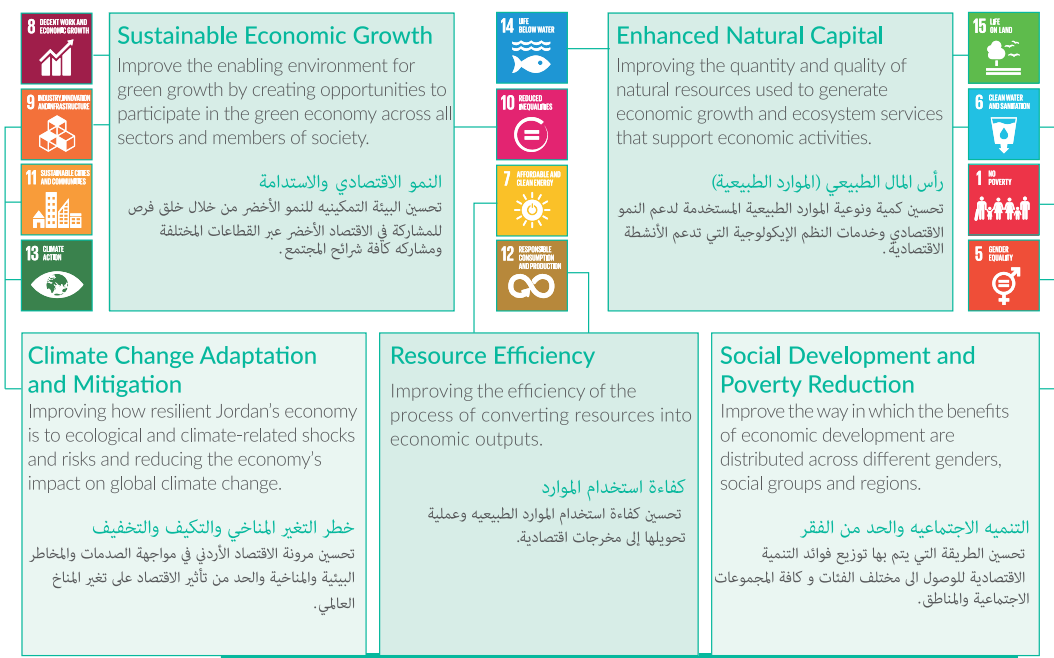 8 DECENT WORK AND
ECONOMIC GROWTH
9 INDUSTRY, INNOVATION
AND INFRASTRUCTURE
11 SUSTAINABLE CITIES
AND COMMUNITIES
13 CLIMATE
ACTION
Sustainable Economic Growth
Improve the enabling environment for
green growth by creating opportunities to
participate in the green economy across all
sectors and members of society.
النمو الاقتصادي والاستدامة
تحسين البيئة التمكينيه للنمو الأخضر من خلال خلق فرص
للمشاركة في الاقتصاد الأخضر عبر القطاعات المختلفة
ومشاركه كافة شرائح المجتمع.
14 LIFE
BELOW WATER
10 REDUCED
INEQUALITIES
7 AFFORDABLE AND
CLEAN ENERGY
12 RESPONSIBLE
CONSUMPTION
AND PRODUCTION
Enhanced Natural Capital
Improving the quantity and quality of
natural resources used to generate
economic growth and ecosystem services
that support economic activities.
رأس المال الطبيعي (الموارد الطبيعية)
تحسين كمية ونوعية الموارد الطبيعية المستخدمة لدعم النمو
الاقتصادي وخدمات النظم الإيكولوجية التي تدعم الأنشطة
الاقتصادية.
15 LIFE
ON LAND
6 CLEAN WATER
AND SANITATION
1 NO
POVERTY
5 GENDER
EQUALITY
Climate Change Adaptation
and Mitigation
Improving how resilient Jordan's economy
is to ecological and climate-related shocks
and risks and reducing the economy's
impact on global climate change.
خطر التغير المناخي والتكيف والتخفيف
تحسين مرونة الاقتصاد الأردني في مواجهة الصدمات والمخاطر
البيئية والمناخية والحد من تأثير الاقتصاد على تغير المناخ
العالمي.
Resource Efficiency
Improving the efficiency of the
process of converting resources into
economic outputs.
كفاءة استخدام الموارد
تحسين كفاءة استخدام الموارد الطبيعيه وعملية
تحويلها إلى مخرجات اقتصادية.
Social Development and
Poverty Reduction
Improve the way in which the benefits
of economic development are
distributed across different genders,
social groups and regions.
التنميه الاجتماعيه والحد من الفقر
تحسين الطريقة التي يتم بها توزيع فوائد التنمية
الاقتصادية للوصول الى مختلف الفئات و كافة المجموعات
الاجتماعية والمناطق.